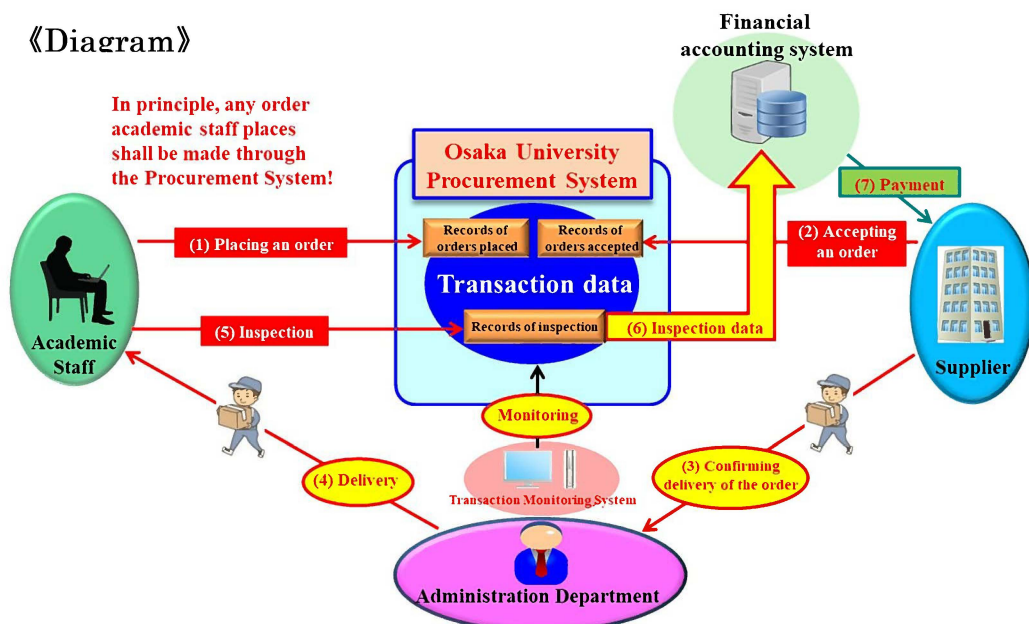 《Diagram》
Financial
accounting system
In principle, any order
academic staff places
shall be made through
the Procurement System!
Osaka University
Procurement System
(7) Payment
(1) Placing an order
Records of
orders placed
Records of
orders accepted
(2) Accepting
an order
Transaction data
(5) Inspection
Records of inspection
(6) Inspection data
Academic
Staff
Supplier
Monitoring
(4) Delivery
(3) Confirming
delivery of the order
Transaction Monitoring System
Administration Department